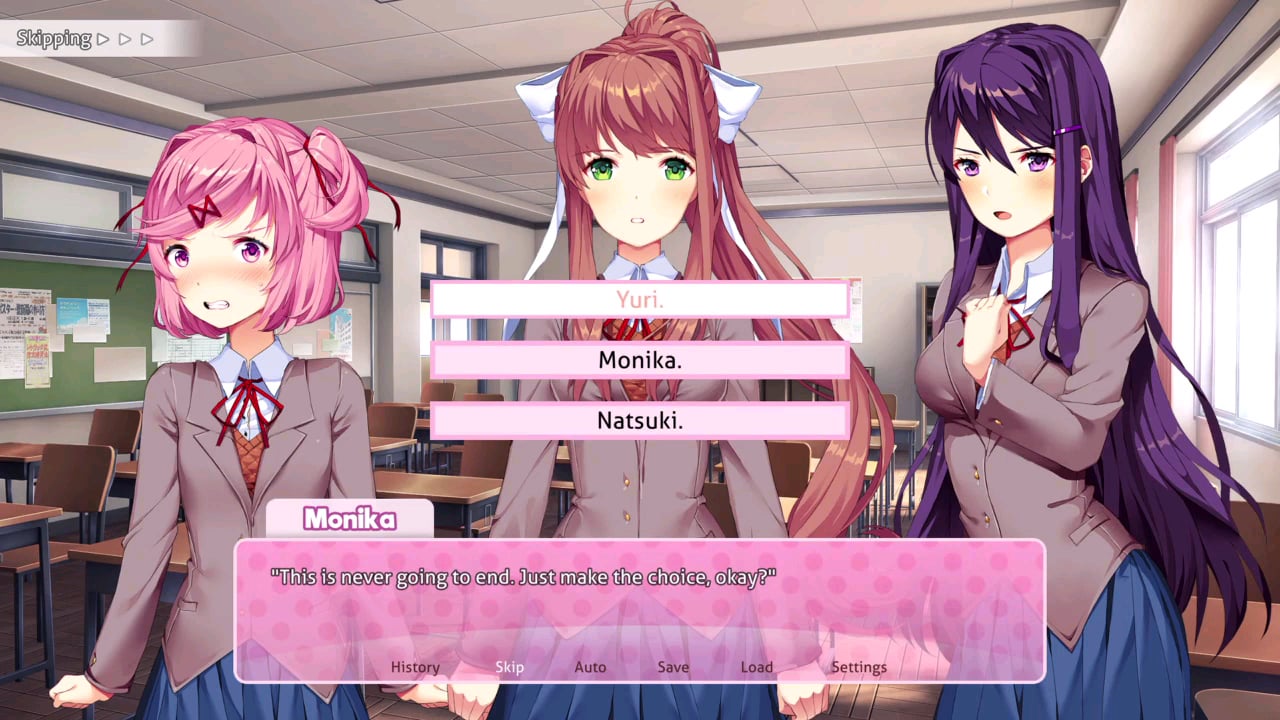 Skipping
Yuri.
Monika.
Natsuki.
Monika
"This is never going to end. Just make the choice, okay?"
History Skip Auto Save Load Settings